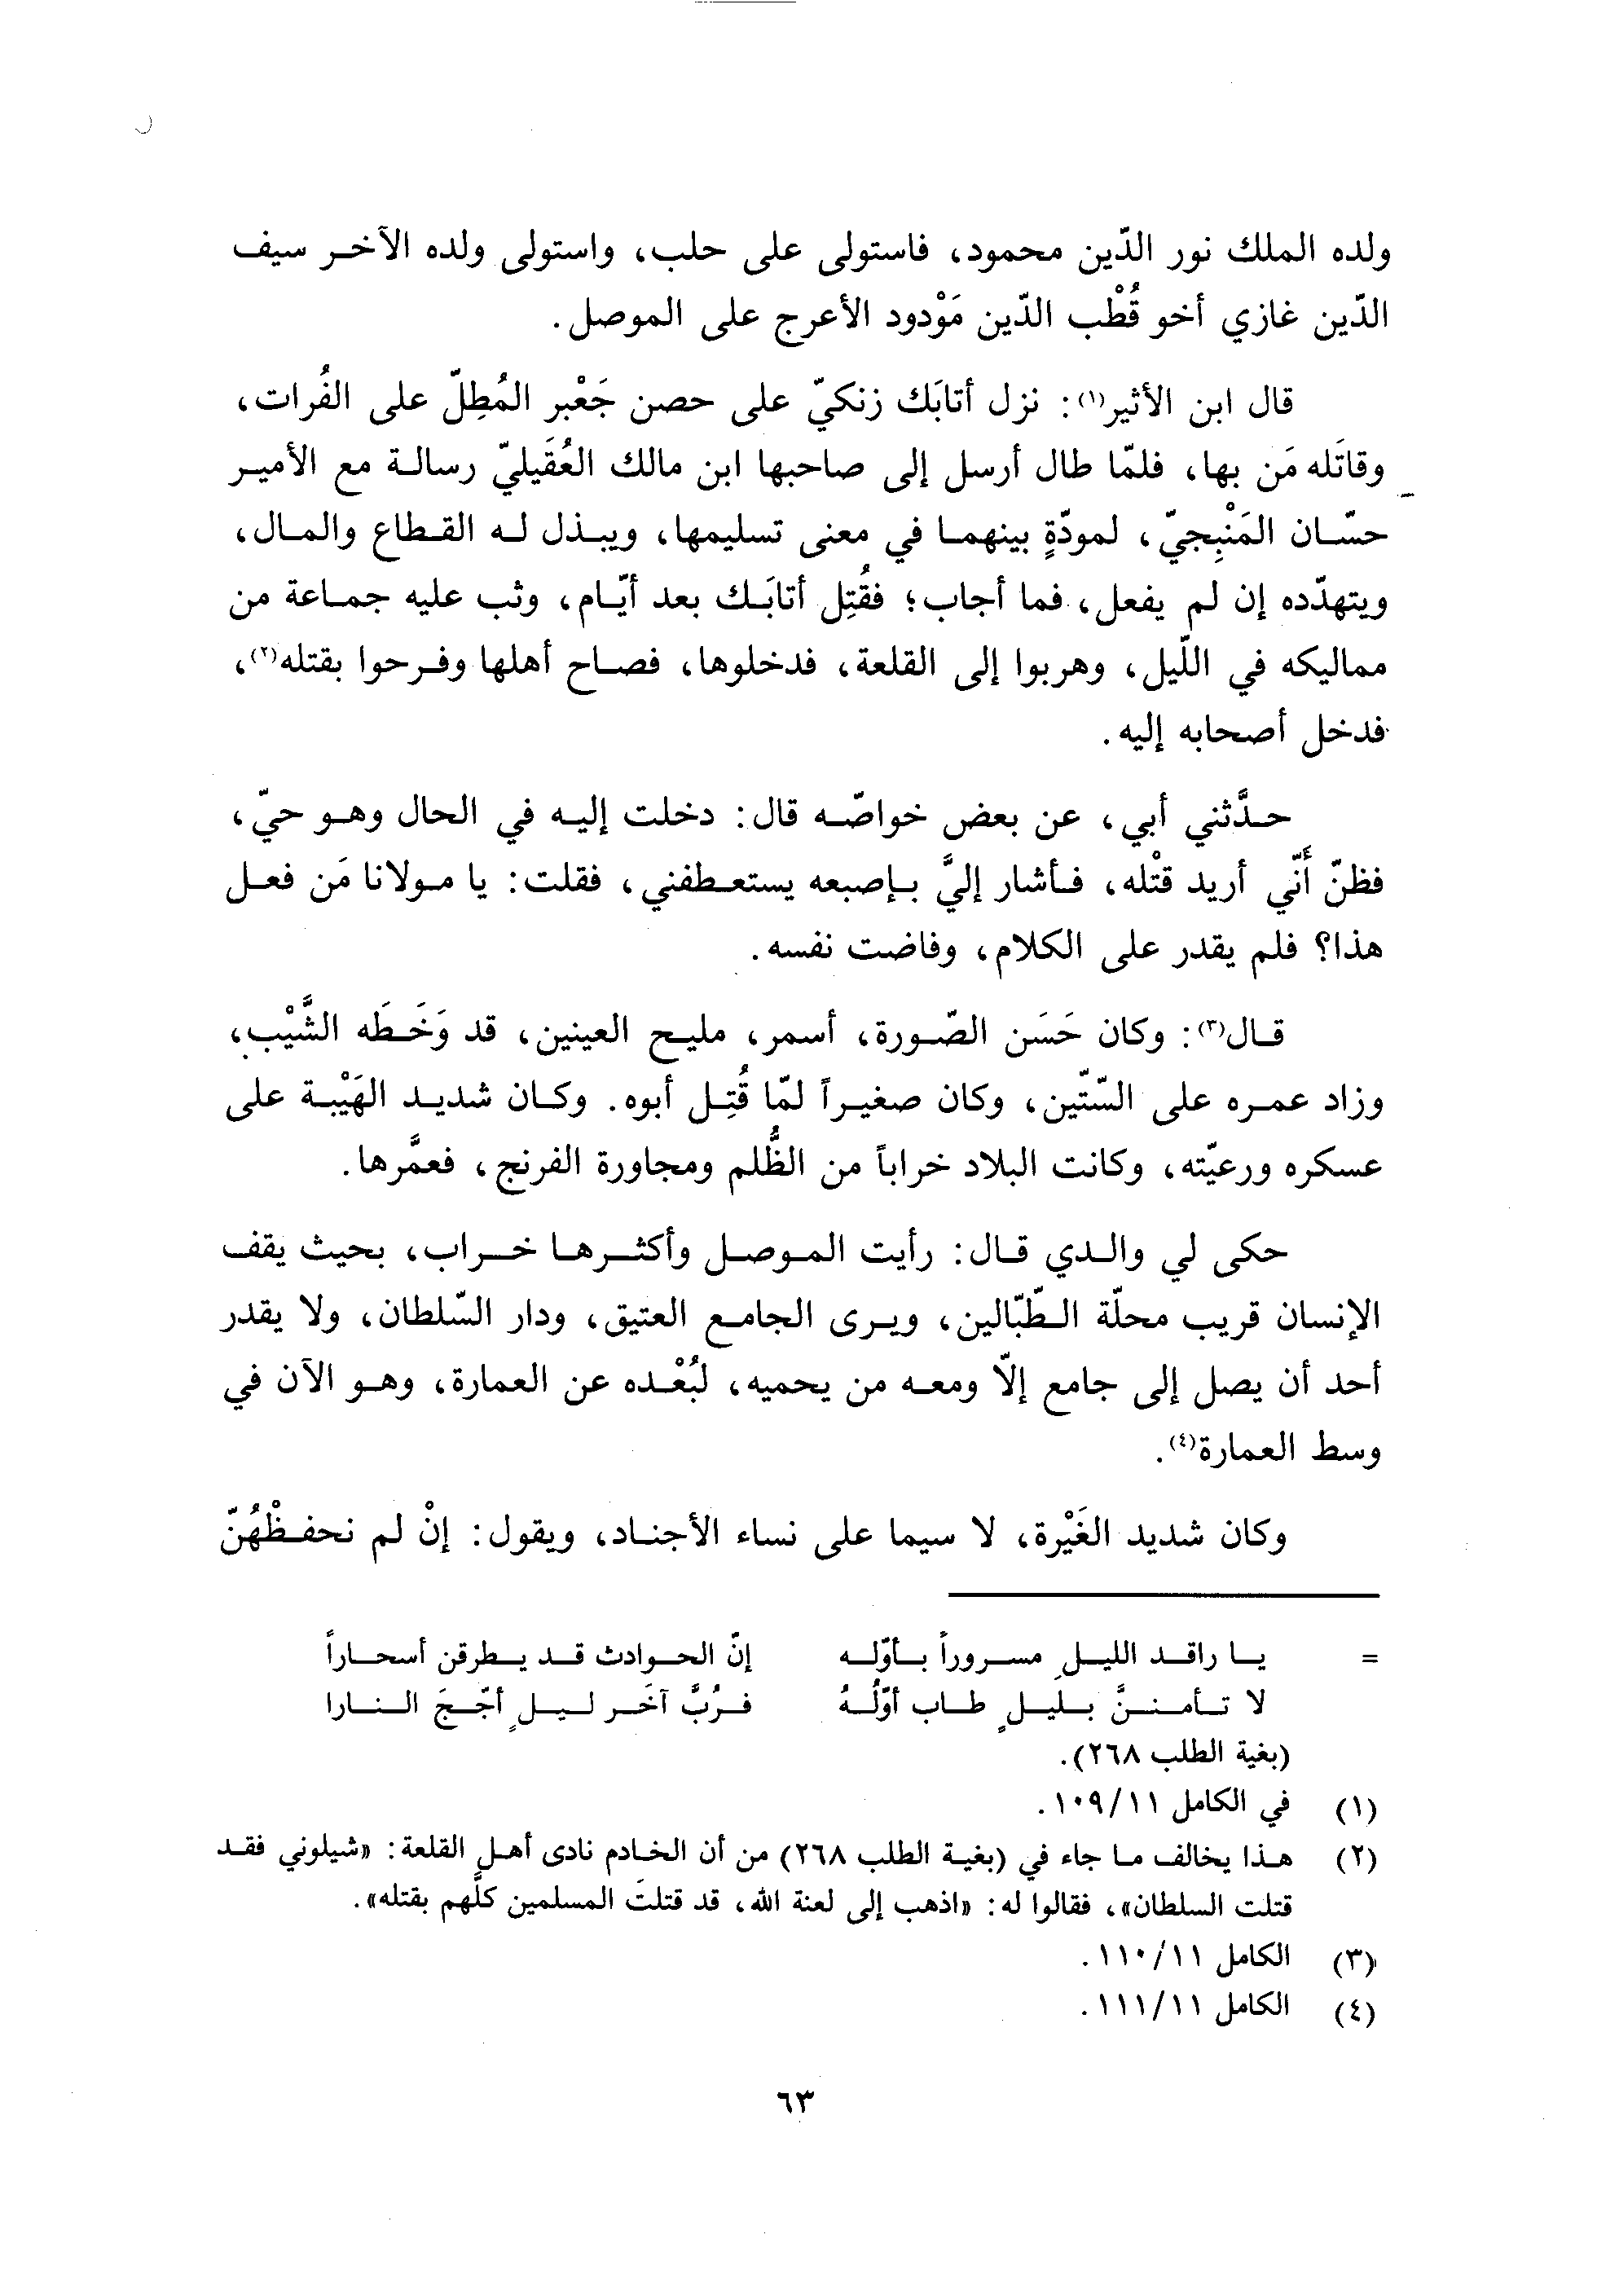 ولده الملك نور الدّين محمود، فاستولى على حلب، واستولى ولده الآخر سيف
الدّين غازي أخو قُطْب الدّين مَوْدود الأعرج على الموصل.
قال ابن الأثير(١): نزل أتابَك زنكيّ على حصن جَعْبر المُطِلّ على الفُرات،
وقاتَله مَن بها، فلمّا طال أرسل إلى صاحبها ابن مالك العُقَيليّ رسالة مع الأمير
حسّان المَنْبِجيّ، لمودّةٍ بينهما في معنى تسليمها، ويبذل له القطاع والمال،
ويتهدّده إن لم يفعل، فما أجاب؛ فقُتِل أتابَك بعد أيّام، وثب عليه جماعة من
مماليكه في اللّيل، وهربوا إلى القلعة، فدخلوها، فصاح أهلها وفرحوا بقتله(٢)،
فدخل أصحابه إليه.
حدَّثني أبي، عن بعض خواصّه قال: دخلت إليه في الحال وهو حيّ،
فظنّ أَنّي أريد قتْله، فأشار إليَّ بإصبعه يستعطفني، فقلت: يا مولانا مَن فعل
هذا؟ فلم يقدر على الكلام، وفاضت نفسه.
قال(٣): وكان حَسَن الصّورة، أسمر، مليح العينين، قد وَخَطَه الشَّيْب،
وزاد عمره على السّتّين، وكان صغيراً لمّا قُتِل أبوه. وكان شديد الهَيْبة على
عسكره ورعيّته، وكانت البلاد خراباً من الظُّلم ومجاورة الفرنج، فعمَّرها.
حكى لي والدي قال: رأيت الموصل وأكثرها خراب، بحيث يقف
الإنسان قريب محلّة الطّبّالين، ويرى الجامع العتيق، ودار السّلطان، ولا يقدر
أحد أن يصل إلى جامع إلّا ومعه من يحميه، لبُعْده عن العمارة، وهو الآن في
وسط العمارة(٤).
وكان شديد الغَيْرة، لا سيما على نساء الأجناد، ويقول: إنْ لم نحفظْهُنّ
= يا راقد الليلِ مسروراً بأوّله إنّ الحوادث قد يطرقن أسحاراً
لا تأمننَّ بليلٍ طاب أوّلُهُ فرُبَّ آخَر ليلٍ أجّجَ النارا
(بغية الطلب ٢٦٨).
(١) في الكامل ١٠٩/١١.
(٢) هذا يخالف ما جاء في (بغية الطلب ٢٦٨) من أن الخادم نادى أهل القلعة: «شيلوني فقد
قتلت السلطان»، فقالوا له: «اذهب إلى لعنة الله، قد قتلتَ المسلمين كلَّهم بقتله».
(٣) الكامل ١١٠/١١.
(٤) الكامل ١١١/١١.
٦٣